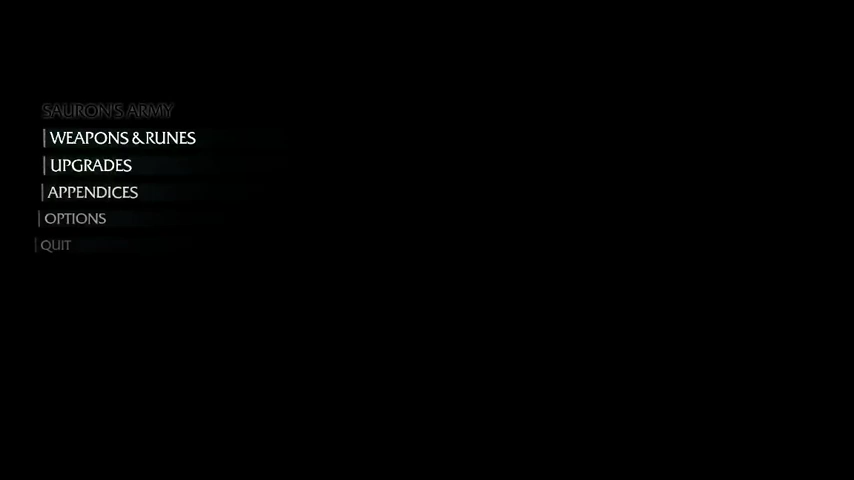 SAURON'S ARMY
WEAPONS & RUNES
UPGRADES
APPENDICES
OPTIONS
QUIT